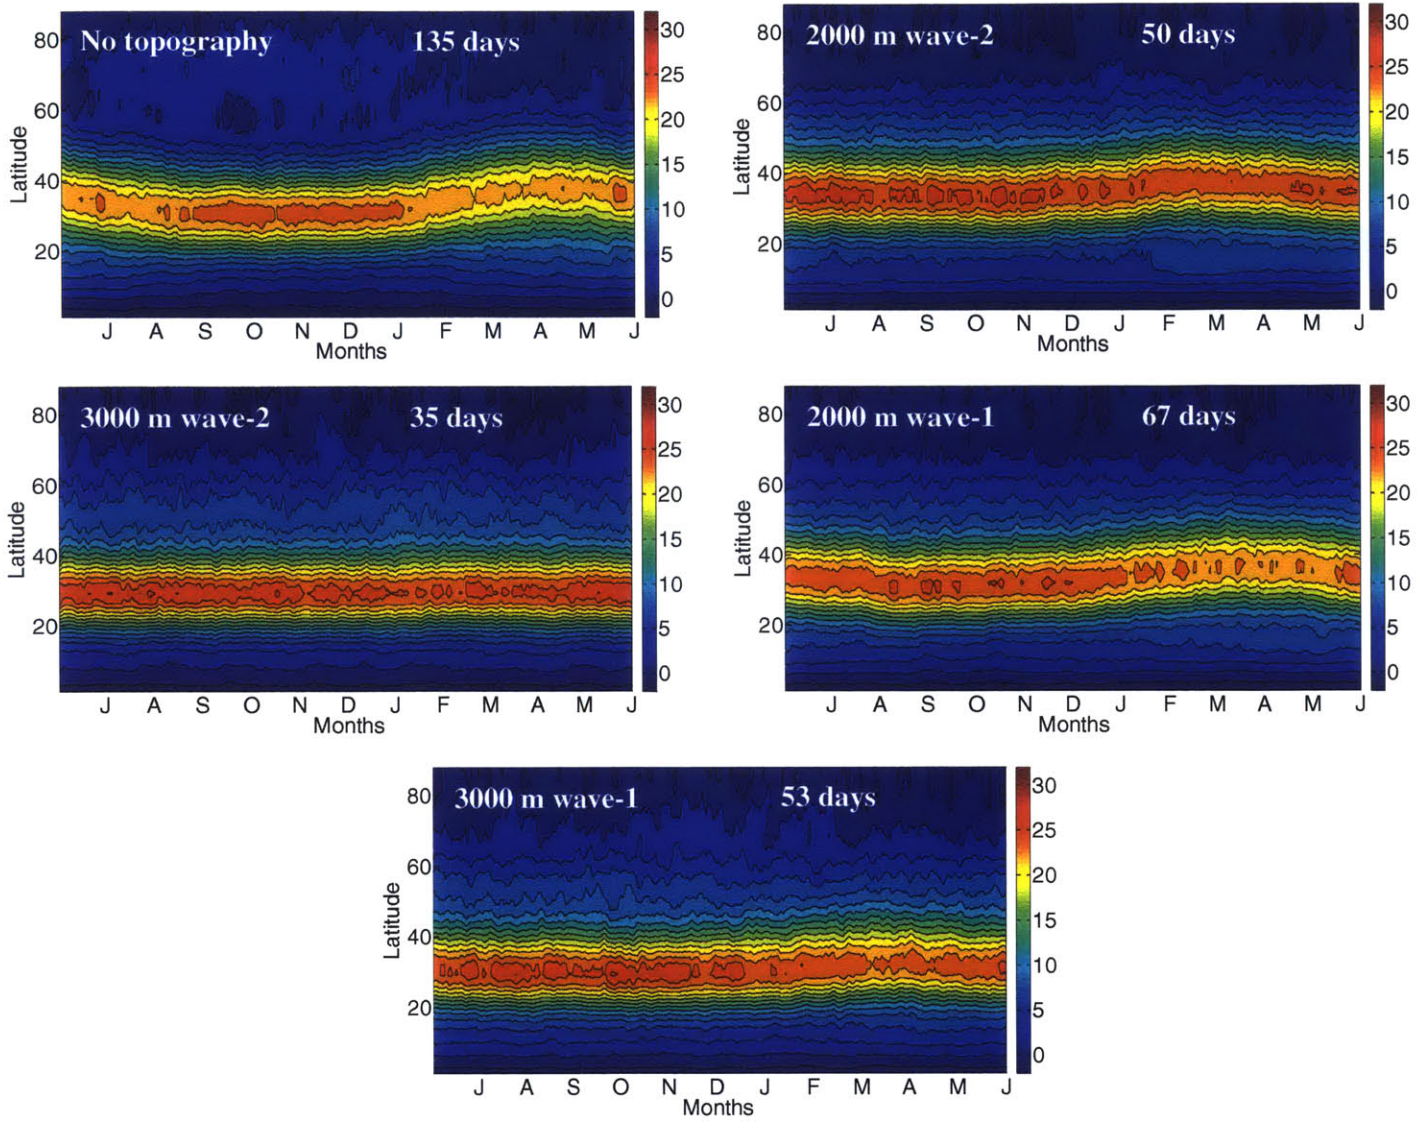 No topography 135 days
80
60
40
20
Latitude
J A S O N D J F M A M J
Months
30
25
20
15
10
5
0
2000 m wave-2 50 days
80
60
40
20
Latitude
J A S O N D J F M A M J
Months
30
25
20
15
10
5
0
3000 m wave-2 35 days
80
60
40
20
Latitude
J A S O N D J F M A M J
Months
30
25
20
15
10
5
0
2000 m wave-1 67 days
80
60
40
20
Latitude
J A S O N D J F M A M J
Months
30
25
20
15
10
5
0
3000 m wave-1 53 days
80
60
40
20
Latitude
J A S O N D J F M A M J
Months
30
25
20
15
10
5
0